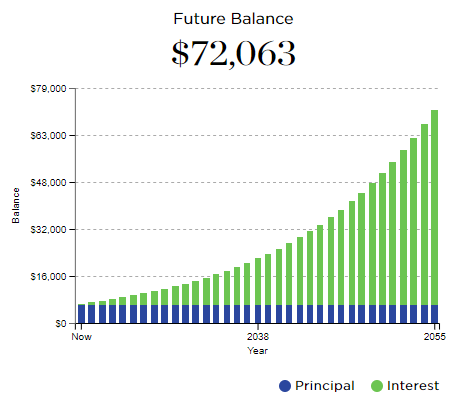 Future Balance
$72,063
$79,000
$63,000
$48,000
$32,000
$16,000
$0
Balance
Now 2038 2055
Year
Principal Interest